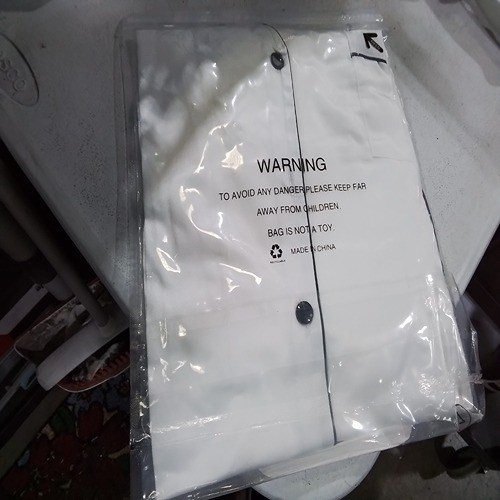 WARNING
TO AVOID ANY DANGER PLEASE KEEP FAR
AWAY FROM CHILDREN.
BAG IS NOT A TOY.
MADE IN CHINA